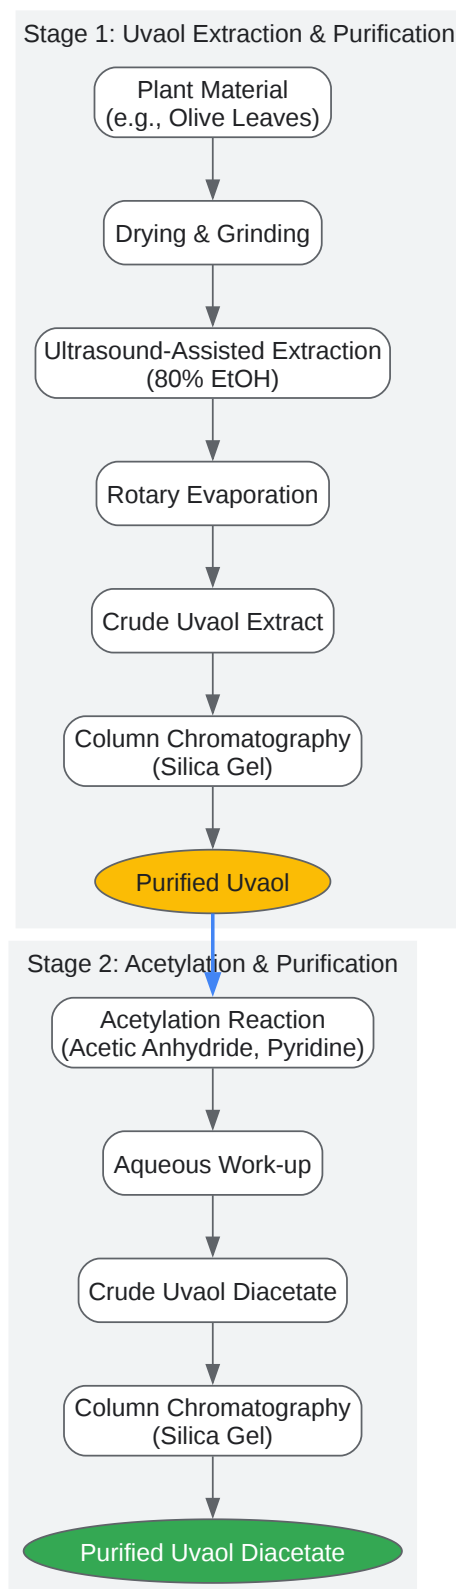 Stage 1: Uvaol Extraction & Purification
Plant Material
(e.g., Olive Leaves)
Drying & Grinding
Ultrasound-Assisted Extraction
(80% EtOH)
Rotary Evaporation
Crude Uvaol Extract
Column Chromatography
(Silica Gel)
Purified Uvaol
Stage 2: Acetylation & Purification
Acetylation Reaction
(Acetic Anhydride, Pyridine)
Aqueous Work-up
Crude Uvaol Diacetate
Column Chromatography
(Silica Gel)
Purified Uvaol Diacetate